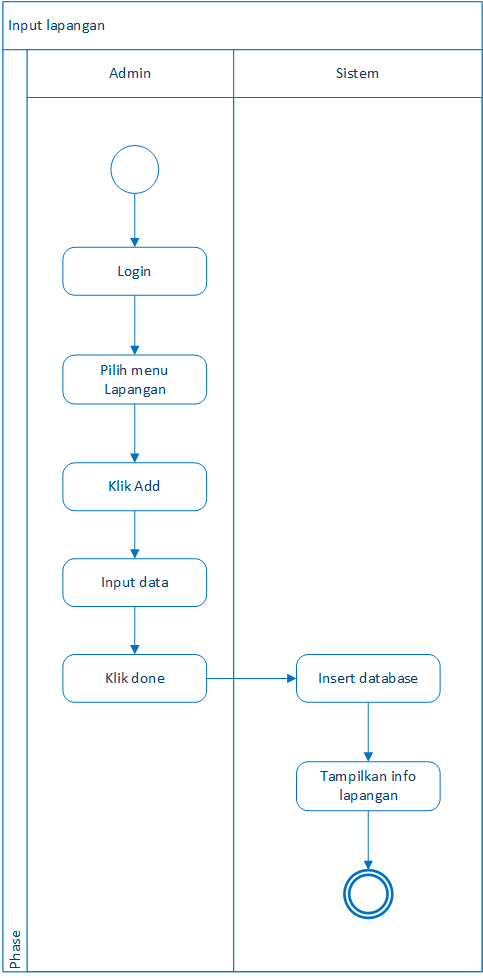 Input lapangan
Admin
Sistem
Login
Pilih menu
Lapangan
Klik Add
Input data
Klik done
Insert database
Tampilkan info
lapangan
Phase